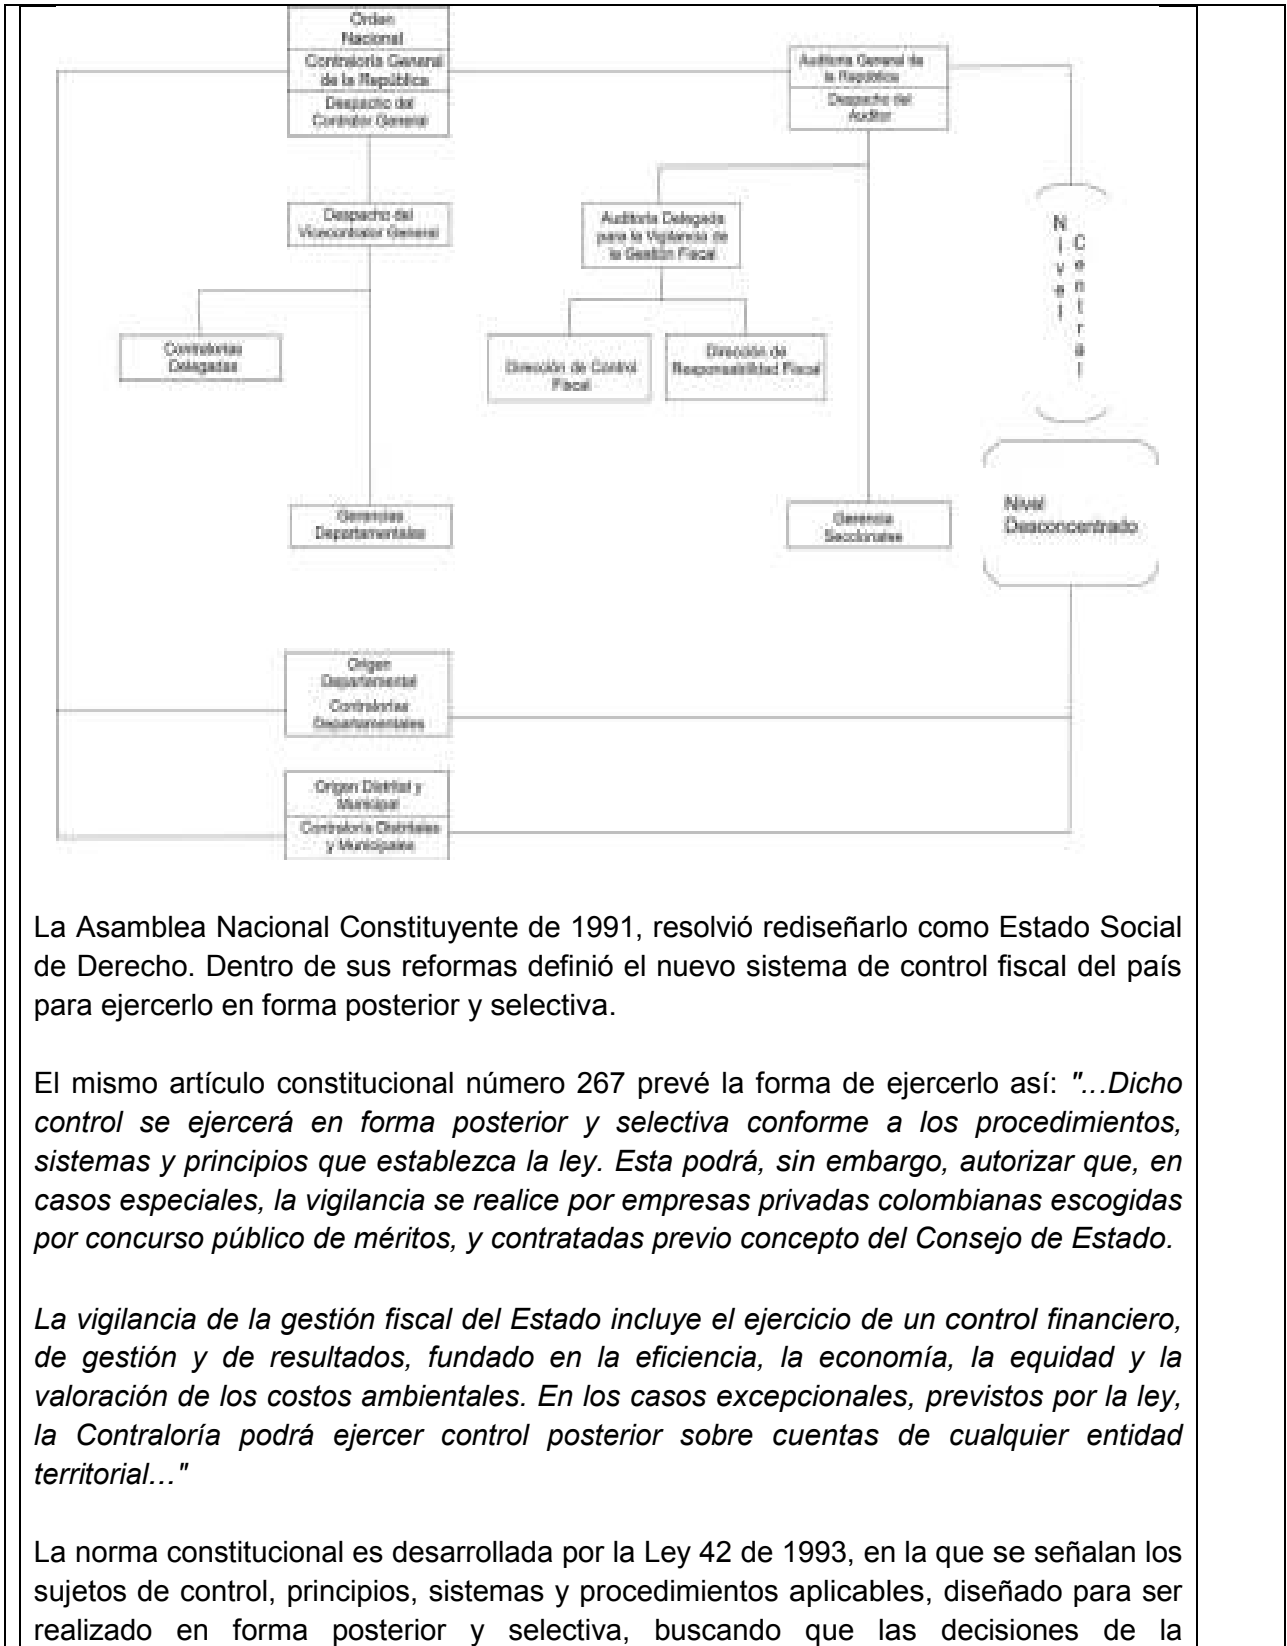 Orden
Nacional
Contraloría General
de la República
Despacho del
Contralor General
Auditoría General de
la República
Despacho del
Auditor
Despacho del
Vicecontralor General
Auditoría Delegada
para la Vigilancia de
la Gestión Fiscal
Nivel
Central
Contralorías
Delegadas
Dirección de Control
Fiscal
Dirección de
Responsabilidad Fiscal
Gerencias
Departamentales
Gerencia
Seccionales
Nivel
Desconcentrado
Origen
Departamental
Contralorías
Departamentales
Origen Distrital y
Municipal
Contraloría Distritales
y Municipales
La Asamblea Nacional Constituyente de 1991, resolvió rediseñarlo como Estado Social
de Derecho. Dentro de sus reformas definió el nuevo sistema de control fiscal del país
para ejercerlo en forma posterior y selectiva.
El mismo artículo constitucional número 267 prevé la forma de ejercerlo así: "...Dicho
control se ejercerá en forma posterior y selectiva conforme a los procedimientos,
sistemas y principios que establezca la ley. Esta podrá, sin embargo, autorizar que, en
casos especiales, la vigilancia se realice por empresas privadas colombianas escogidas
por concurso público de méritos, y contratadas previo concepto del Consejo de Estado.
La vigilancia de la gestión fiscal del Estado incluye el ejercicio de un control financiero,
de gestión y de resultados, fundado en la eficiencia, la economía, la equidad y la
valoración de los costos ambientales. En los casos excepcionales, previstos por la ley,
la Contraloría podrá ejercer control posterior sobre cuentas de cualquier entidad
territorial…"
La norma constitucional es desarrollada por la Ley 42 de 1993, en la que se señalan los
sujetos de control, principios, sistemas y procedimientos aplicables, diseñado para ser
realizado en forma posterior y selectiva, buscando que las decisiones de la